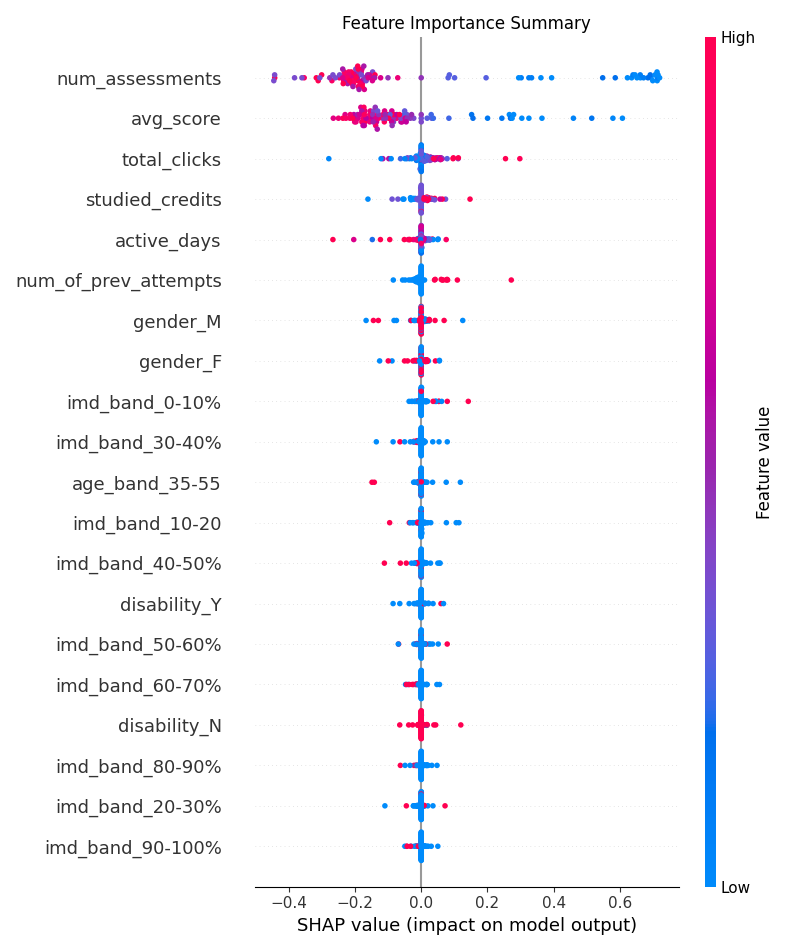 Feature Importance Summary
High
num_assessments
avg_score
total_clicks
studied_credits
active_days
num_of_prev_attempts
gender_M
gender_F
imd_band_0-10%
imd_band_30-40%
age_band_35-55
imd_band_10-20
imd_band_40-50%
disability_Y
imd_band_50-60%
imd_band_60-70%
disability_N
imd_band_80-90%
imd_band_20-30%
imd_band_90-100%
Feature value
Low
−0.4 −0.2 0.0 0.2 0.4 0.6
SHAP value (impact on model output)